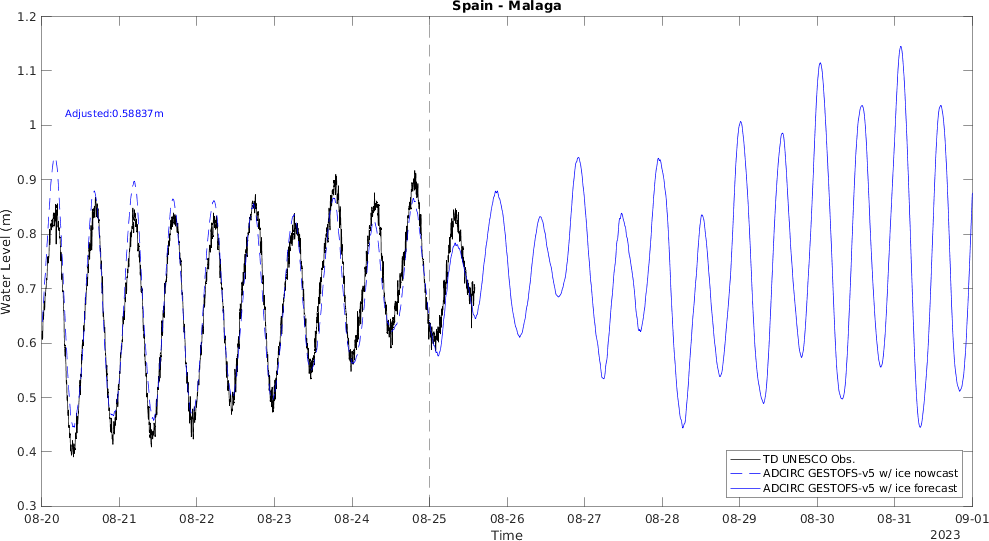 Spain - Malaga
1.2
1.1
1
0.9
0.8
0.7
0.6
0.5
0.4
0.3
Water Level (m)
Adjusted:0.58837m
TD UNESCO Obs.
ADCIRC GESTOFS-v5 w/ ice nowcast
ADCIRC GESTOFS-v5 w/ ice forecast
08-20 08-21 08-22 08-23 08-24 08-25 08-26 08-27 08-28 08-29 08-30 08-31 09-01
Time
2023